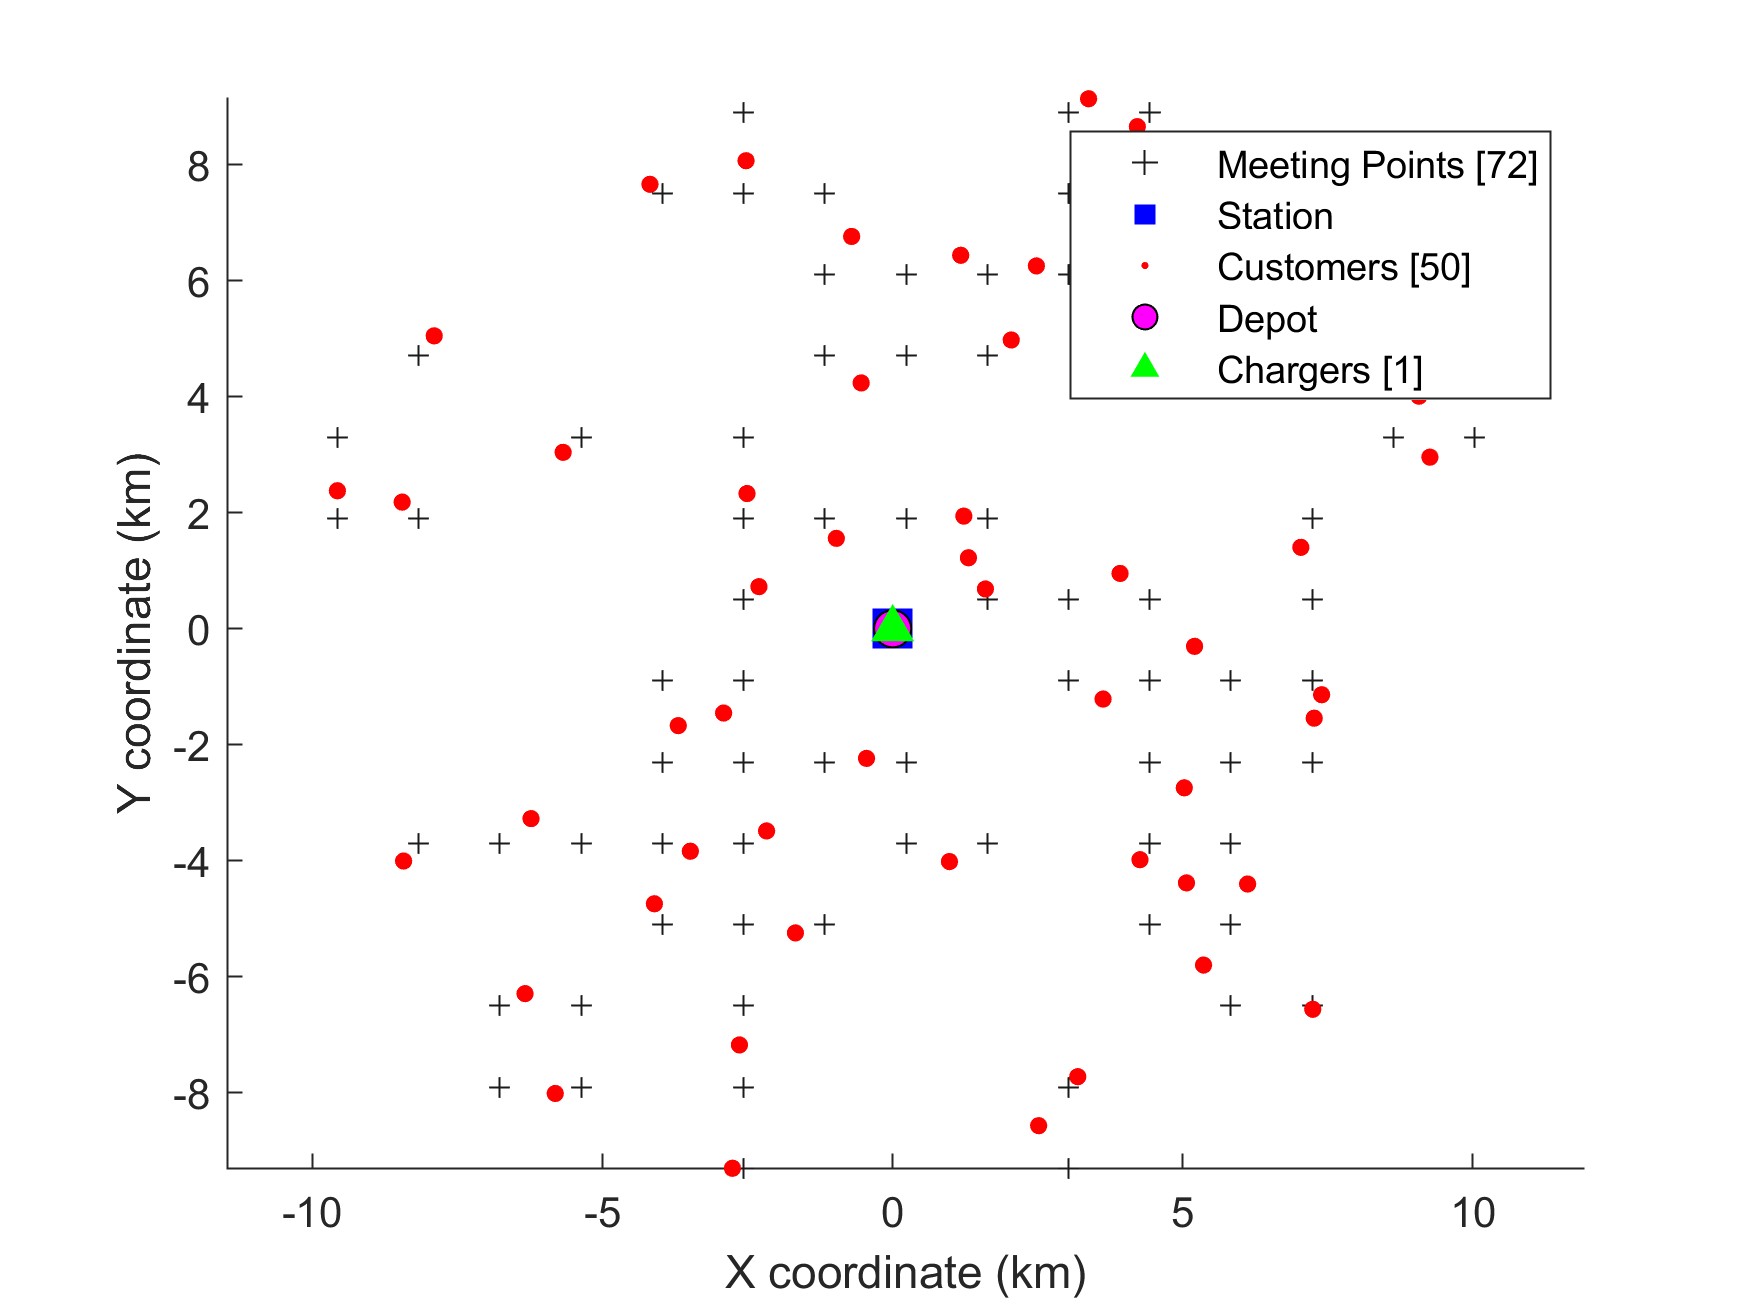 8
6
4
2
0
-2
-4
-6
-8
Y coordinate (km)
-10 -5 0 5 10
X coordinate (km)
Meeting Points [72]
Station
Customers [50]
Depot
Chargers [1]